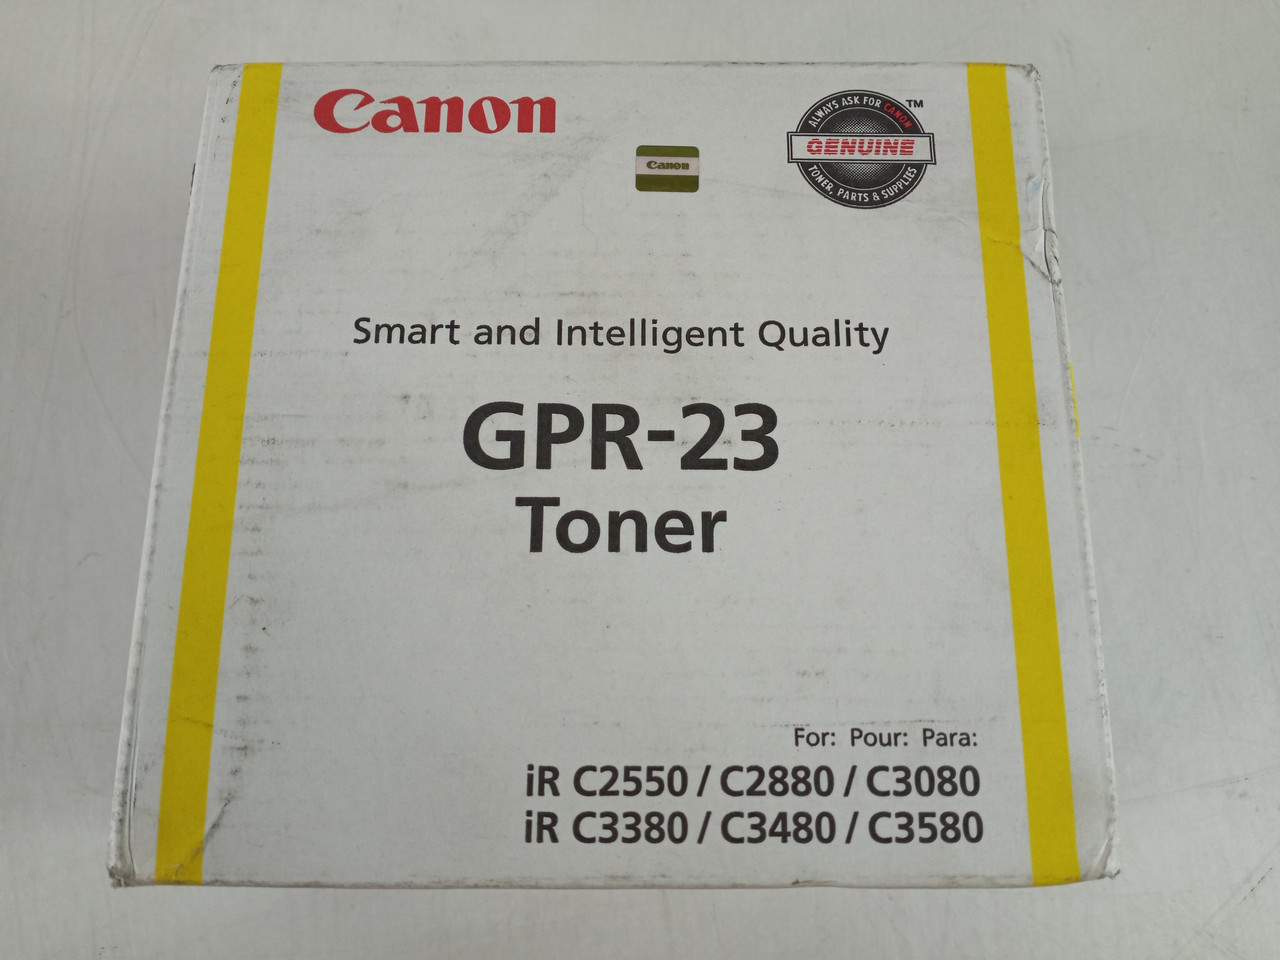 Canon
ALWAYS ASK FOR CANON
TM
GENUINE
TONER, PARTS & SUPPLIES
Canon
Smart and Intelligent Quality
GPR-23
Toner
For: Pour: Para:
iR C2550 / C2880 / C3080
iR C3380 / C3480 / C3580